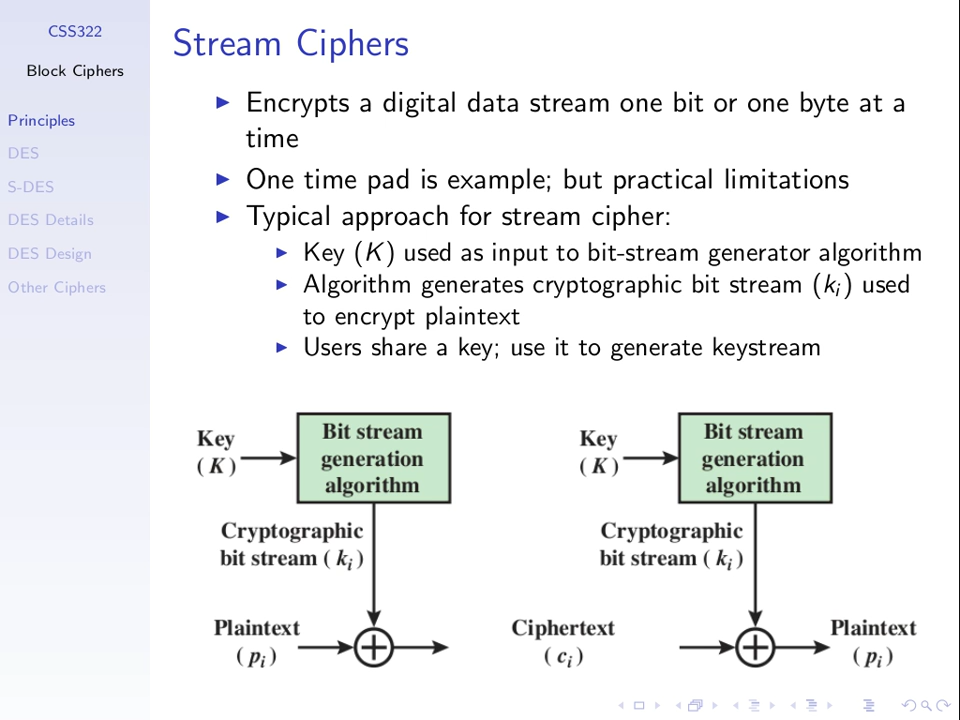 CSS322
Block Ciphers
Principles
DES
S-DES
DES Details
DES Design
Other Ciphers
Stream Ciphers
Encrypts a digital data stream one bit or one byte at a
time
One time pad is example; but practical limitations
Typical approach for stream cipher:
Key (K) used as input to bit-stream generator algorithm
Algorithm generates cryptographic bit stream (ki) used
to encrypt plaintext
Users share a key; use it to generate keystream
Key
(K)
Bit stream
generation
algorithm
Cryptographic
bit stream (ki)
Plaintext
(pi)
Key
(K)
Bit stream
generation
algorithm
Cryptographic
bit stream (ki)
Ciphertext
(ci)
Plaintext
(pi)